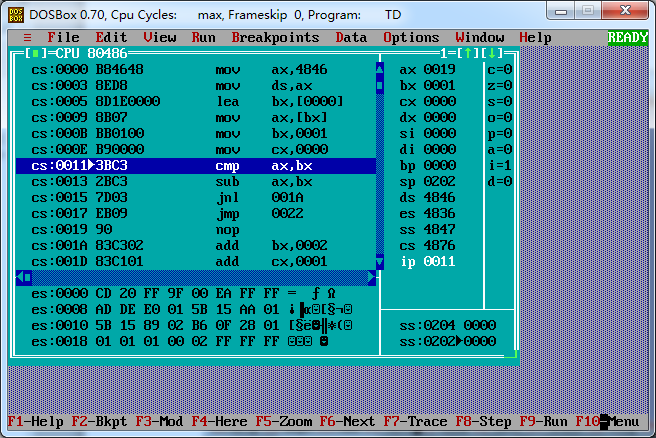 DOSBox 0.70, Cpu Cycles: max, Frameskip 0, Program: TD
≡ File Edit View Run Breakpoints Data Options Window Help READY
[■]=CPU 80486 1=[↑][↓]
cs:0000 B84648 mov ax,4846 ax 0019 c=0
cs:0003 8ED8 mov ds,ax bx 0001 z=0
cs:0005 8D1E0000 lea bx,[0000] cx 0000 s=0
cs:0009 8B07 mov ax,[bx] dx 0000 o=0
cs:000B BB0100 mov bx,0001 si 0000 p=0
cs:000E B90000 mov cx,0000 di 0000 a=0
cs:0011►3BC3 cmp ax,bx bp 0000 i=1
cs:0013 2BC3 sub ax,bx sp 0202 d=0
cs:0015 7D03 jnl 001A ds 4846
cs:0017 EB09 jmp 0022 es 4836
cs:0019 90 nop ss 4847
cs:001A 83C302 add bx,0002 cs 4876
cs:001D 83C101 add cx,0001 ip 0011
es:0000 CD 20 FF 9F 00 EA FF FF = ƒ Ω
es:0008 AD DE E0 01 5B 15 AA 01 ¡▐α☺[§¬☺
es:0010 5B 15 89 02 B6 0F 28 01 [§ë☻╢☼(☺ ss:0204 0000
es:0018 01 01 01 00 02 FF FF FF ☺☺☺ ☻ ss:0202►0000
F1-Help F2-Bkpt F3-Mod F4-Here F5-Zoom F6-Next F7-Trace F8-Step F9-Run F10-Menu